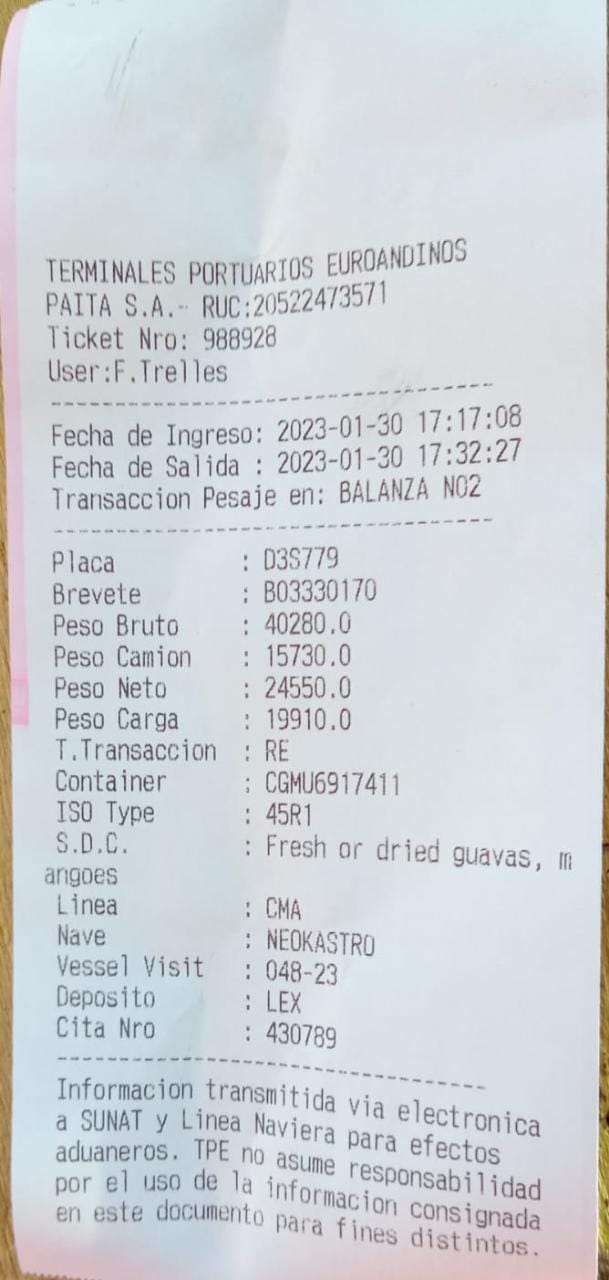 TERMINALES PORTUARIOS EUROANDINOS
PAITA S.A.- RUC:20522473571
Ticket Nro: 988928
User:F.Trelles
------------------------------------
Fecha de Ingreso: 2023-01-30 17:17:08
Fecha de Salida : 2023-01-30 17:32:27
Transaccion Pesaje en: BALANZA NO2
------------------------------------
Placa : D3S779
Brevete : B03330170
Peso Bruto : 40280.0
Peso Camion : 15730.0
Peso Neto : 24550.0
Peso Carga : 19910.0
T.Transaccion : RE
Container : CGMU6917411
ISO Type : 45R1
S.D.C. : Fresh or dried guavas, m
angoes
Linea : CMA
Nave : NEOKASTRO
Vessel Visit : 048-23
Deposito : LEX
Cita Nro : 430789
------------------------------------
Informacion transmitida via electronica
a SUNAT y Linea Naviera para efectos
aduaneros. TPE no asume responsabilidad
por el uso de la informacion consignada
en este documento para fines distintos.